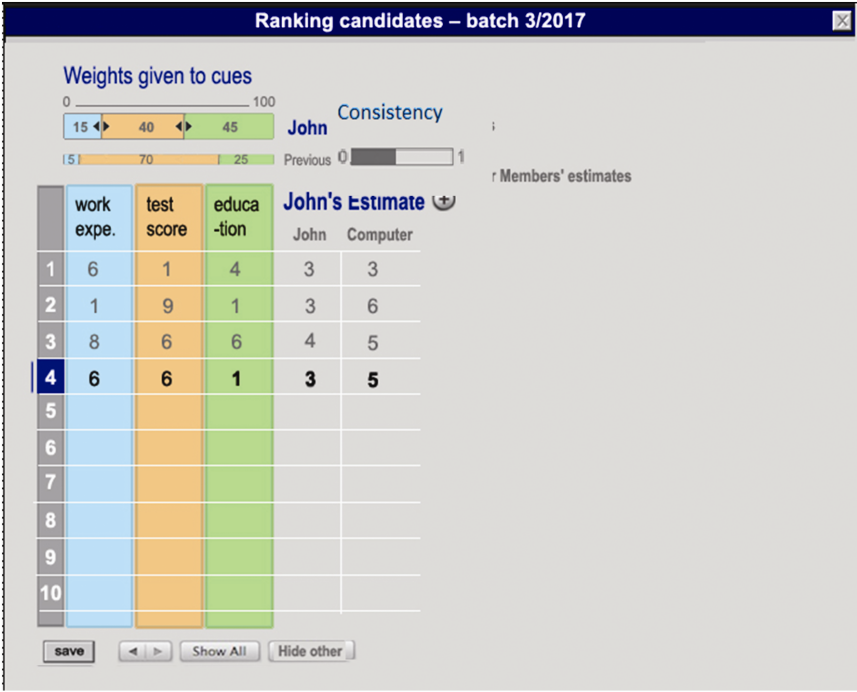 Ranking candidates – batch 3/2017
Weights given to cues
0 100
15 40 45 John Consistency
5 70 25 Previous 0 1
r Members' estimates
work expe. test score educa -tion John's Estimate
John Computer
1 6 1 4 3 3
2 1 9 1 3 6
3 8 6 6 4 5
4 6 6 1 3 5
5
6
7
8
9
10
save Show All Hide other